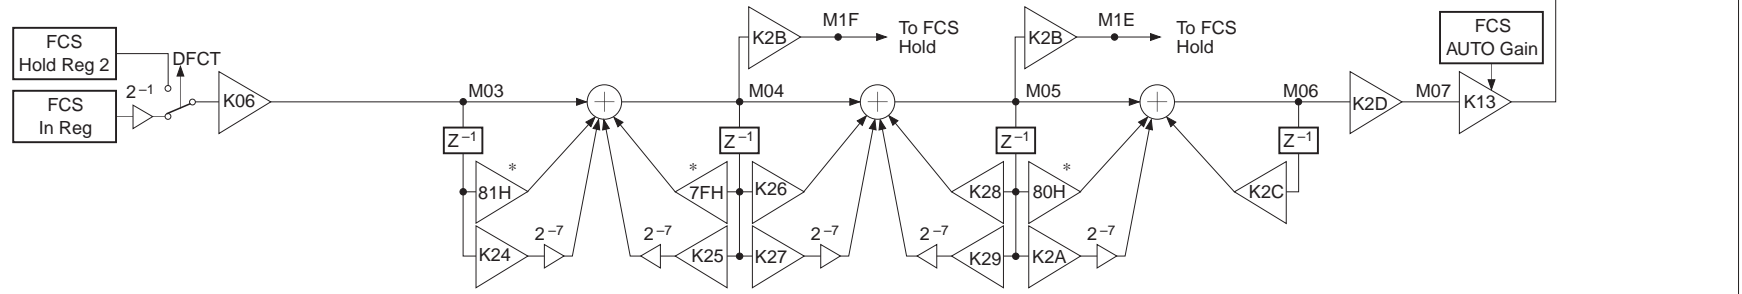 FCS
Hold Reg 2
DFCT
FCS
In Reg
2⁻¹
K06
M03
Z⁻¹
81H
*
K24
2⁻⁷
K2B
M1F
To FCS
Hold
M04
Z⁻¹
7FH
*
K26
2⁻⁷
K25
K27
2⁻⁷
K2B
M1E
To FCS
Hold
M05
Z⁻¹
K28
80H
*
2⁻⁷
K29
K2A
2⁻⁷
M06
Z⁻¹
K2C
K2D
M07
FCS
AUTO Gain
K13